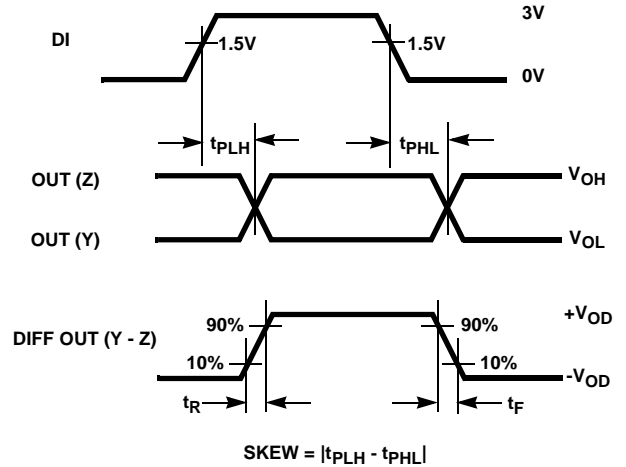 3V
DI
1.5V
1.5V
0V
tPLH
tPHL
OUT (Z)
VOH
OUT (Y)
VOL
+VOD
90%
90%
DIFF OUT (Y - Z)
10%
10%
-VOD
tR
tF
SKEW = |tPLH - tPHL|